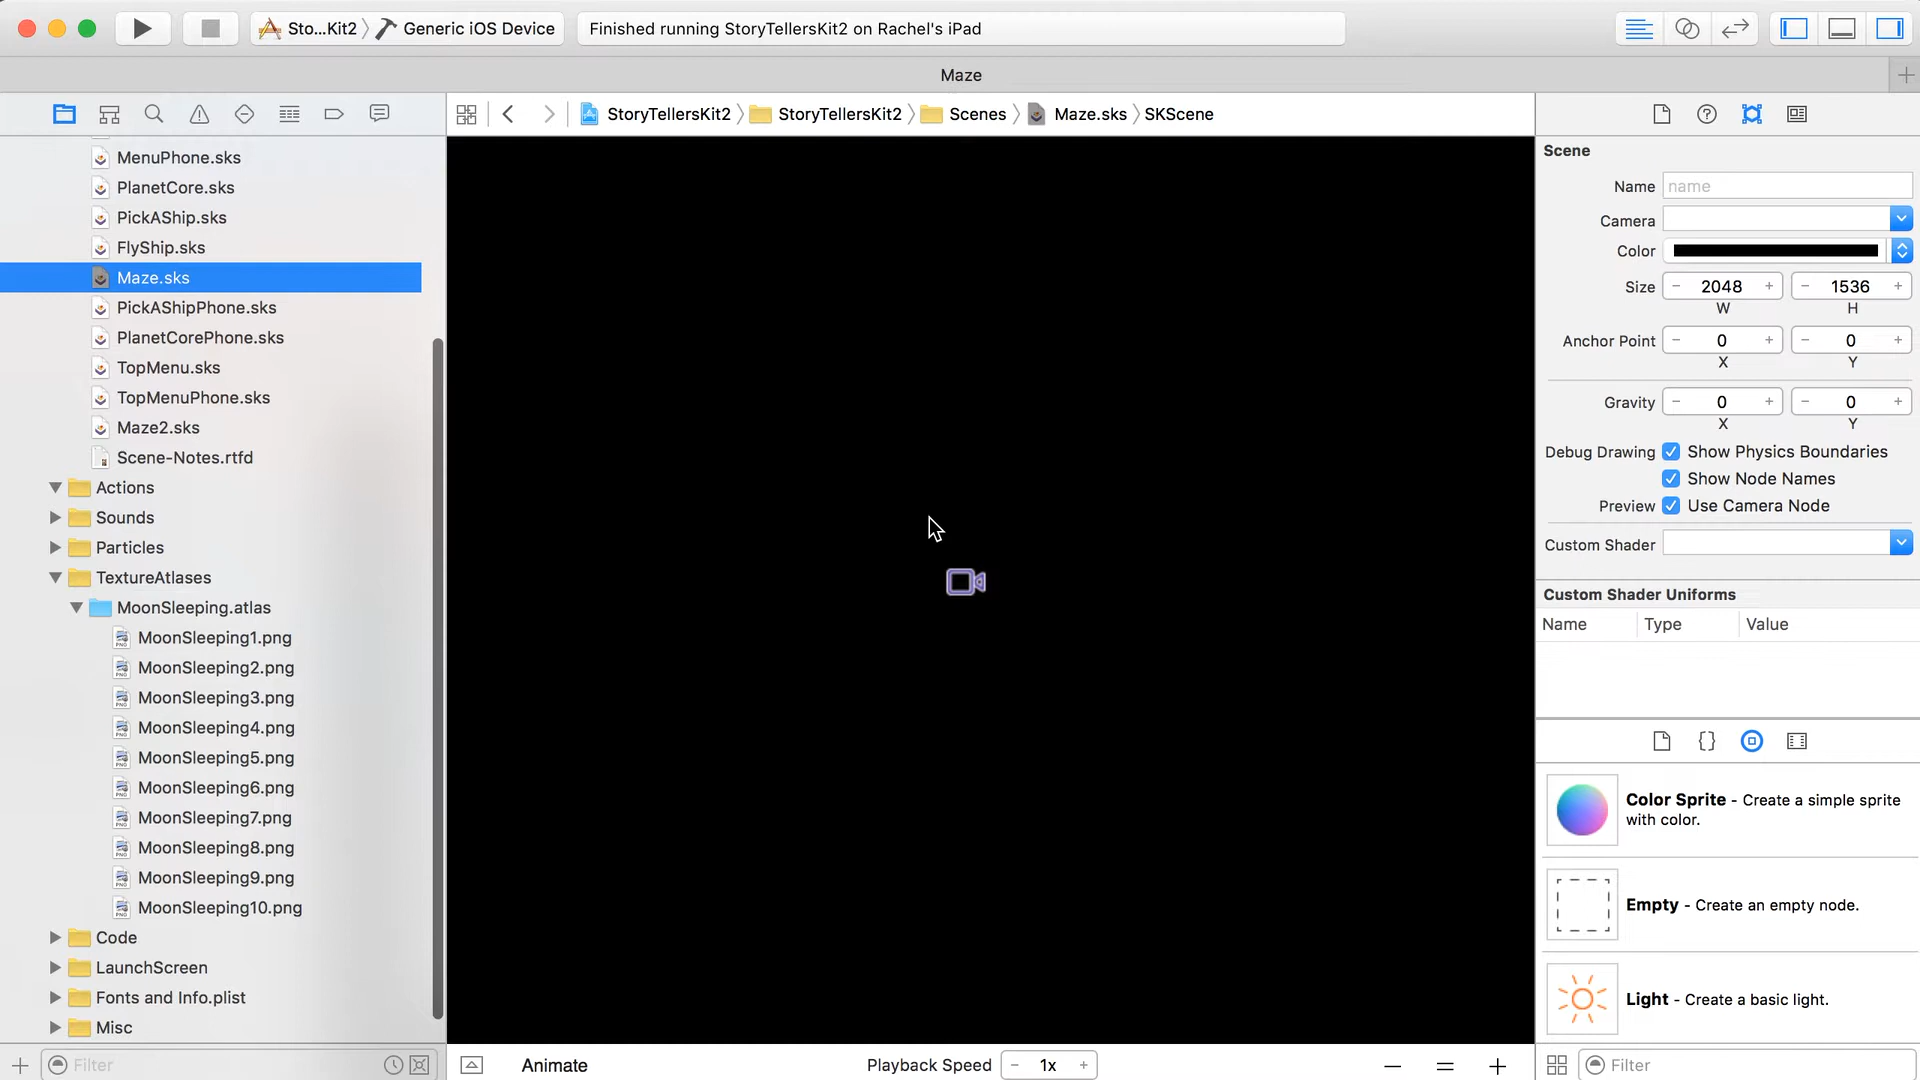 Sto...Kit2 〉 Generic iOS Device
Finished running StoryTellersKit2 on Rachel's iPad
Maze
StoryTellersKit2 〉 StoryTellersKit2 〉 Scenes 〉 Maze.sks 〉 SKScene
MenuPhone.sks
PlanetCore.sks
PickAShip.sks
FlyShip.sks
Maze.sks
PickAShipPhone.sks
PlanetCorePhone.sks
TopMenu.sks
TopMenuPhone.sks
Maze2.sks
Scene-Notes.rtfd
Actions
Sounds
Particles
TextureAtlases
MoonSleeping.atlas
MoonSleeping1.png
MoonSleeping2.png
MoonSleeping3.png
MoonSleeping4.png
MoonSleeping5.png
MoonSleeping6.png
MoonSleeping7.png
MoonSleeping8.png
MoonSleeping9.png
MoonSleeping10.png
Code
LaunchScreen
Fonts and Info.plist
Misc
Filter
Animate
Playback Speed − 1x +
Scene
Name name
Camera
Color
Size − 2048 + − 1536 +
W H
Anchor Point − 0 + − 0 +
X Y
Gravity − 0 + − 0 +
X Y
Debug Drawing Show Physics Boundaries
Show Node Names
Preview Use Camera Node
Custom Shader
Custom Shader Uniforms
Name Type Value
{}
Color Sprite - Create a simple sprite
with color.
Empty - Create an empty node.
Light - Create a basic light.
Filter